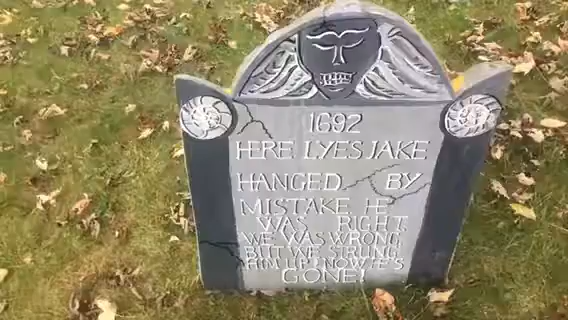 1692
HERE LYES JAKE
HANGED BY
MISTAKE HE
WAS RIGHT
WE WAS WRONG
BUT WE STRUNG
HIM UP NOW HE'S
GONE!